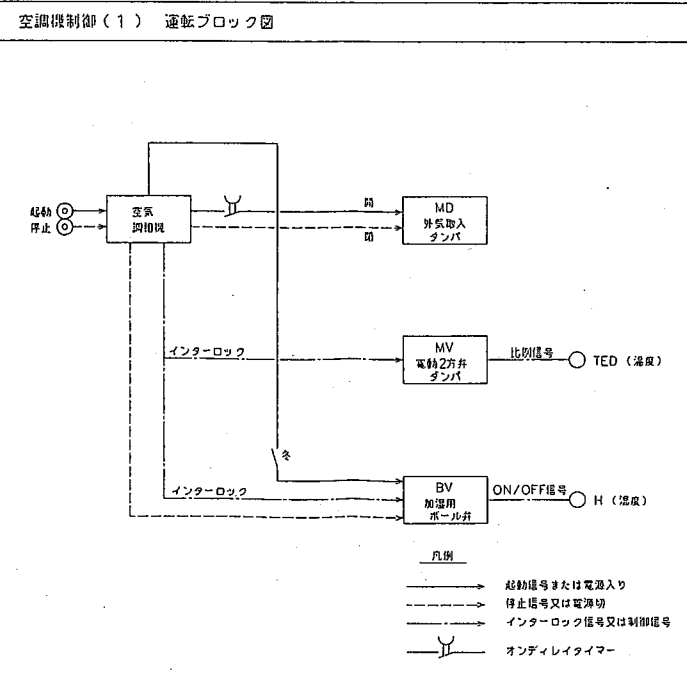 空調機制御(1) 運転ブロック図
起動
停止
空気
調和機
開
閉
MD
外気取入
ダンパ
インターロック
MV
電動2方弁
ダンパ
比例信号
TED(温度)
冬
インターロック
BV
加湿用
ボール弁
ON/OFF信号
H(湿度)
凡例
起動信号または電源入り
停止信号又は電源切
インターロック信号又は制御信号
オンディレイタイマー